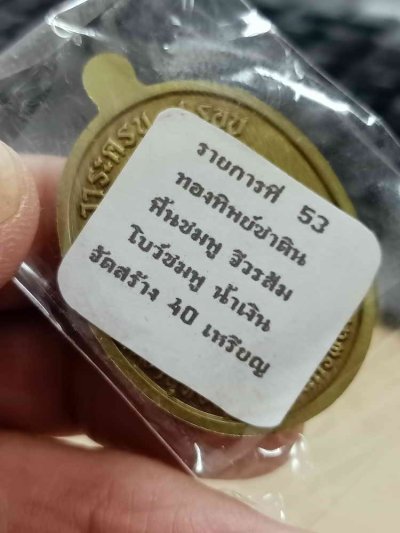 รายการที่ 53
ทองทิพย์ซาติน
พื้นชมพู จีวรส้ม
โบว์ชมพู น้ำเงิน
จัดสร้าง 40 เหรียญ